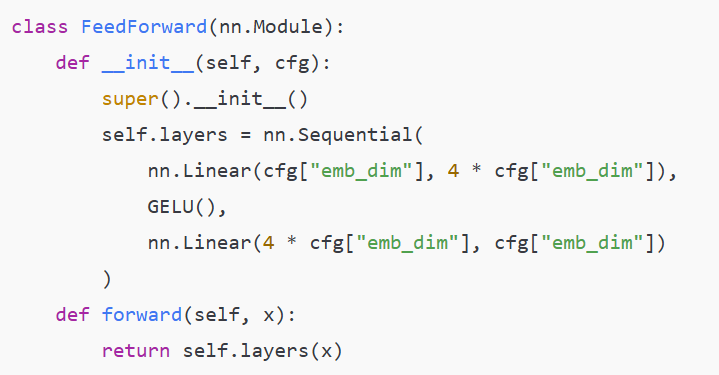 class FeedForward(nn.Module):
    def __init__(self, cfg):
        super().__init__()
        self.layers = nn.Sequential(
            nn.Linear(cfg["emb_dim"], 4 * cfg["emb_dim"]),
            GELU(),
            nn.Linear(4 * cfg["emb_dim"], cfg["emb_dim"])
        )
    def forward(self, x):
        return self.layers(x)